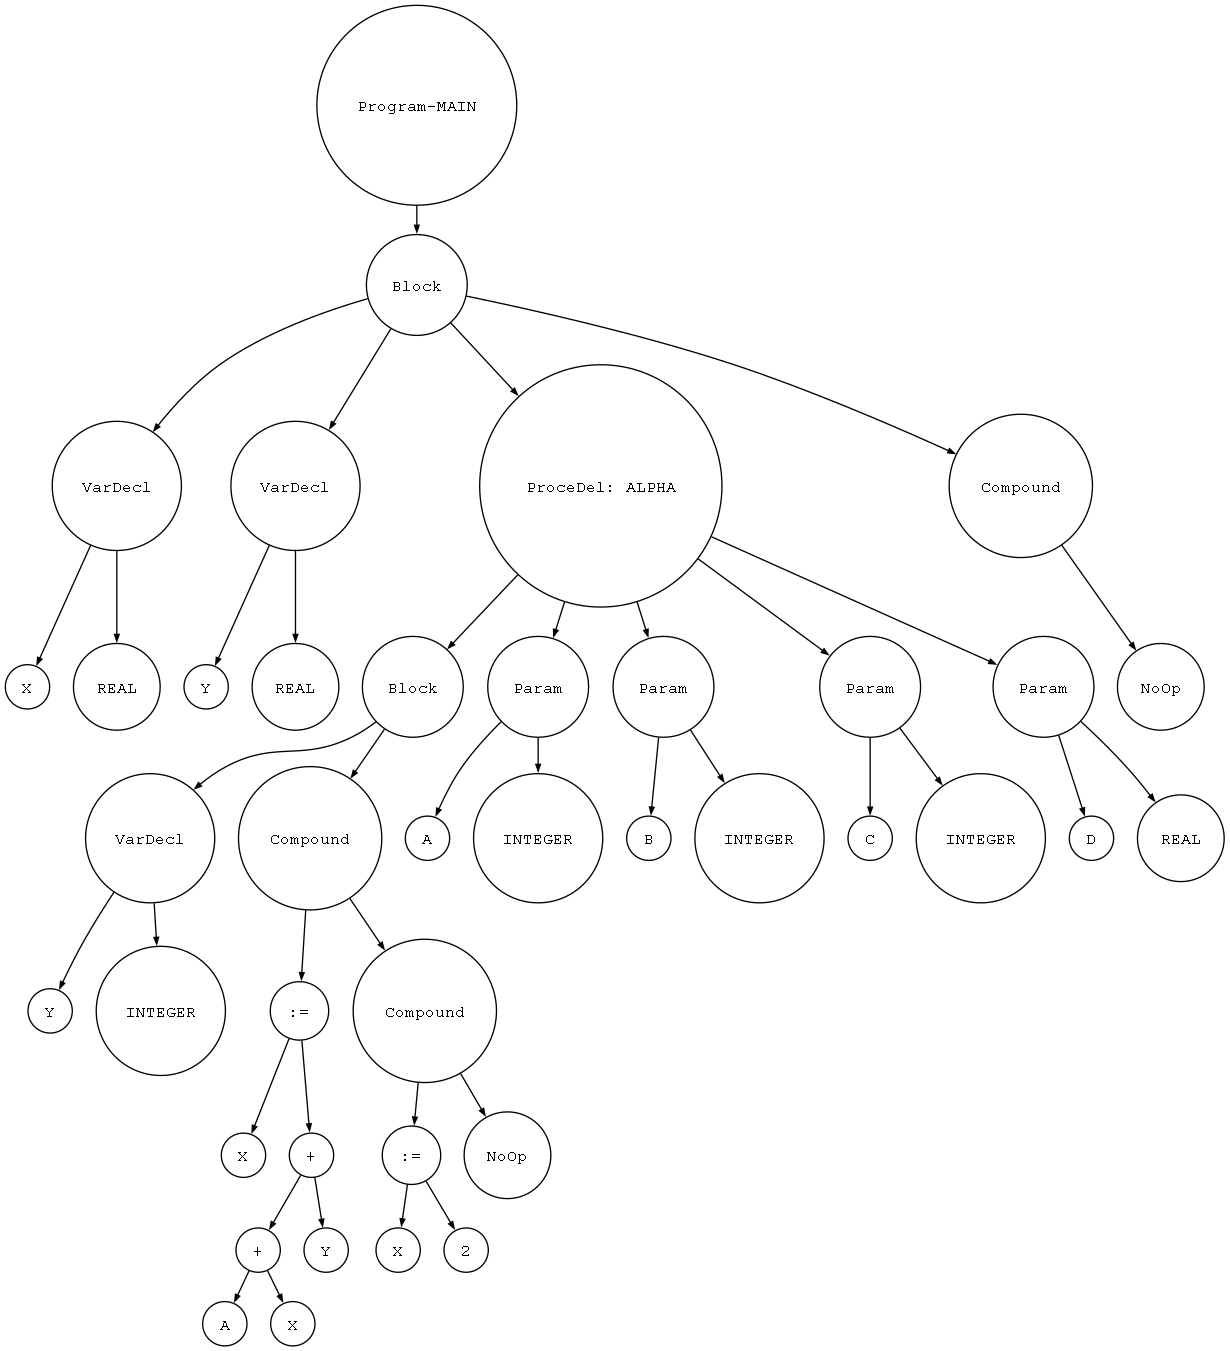 Program-MAIN
Block
VarDecl
VarDecl
ProceDel: ALPHA
Compound
X
REAL
Y
REAL
Block
Param
Param
Param
Param
NoOp
VarDecl
Compound
A
INTEGER
B
INTEGER
C
INTEGER
D
REAL
Y
INTEGER
:=
Compound
X
+
:=
NoOp
+
Y
X
2
A
X